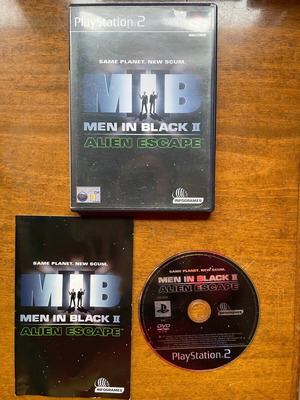 PlayStation 2
SAME PLANET. NEW SCUM.
MIB
MEN IN BLACK II
ALIEN ESCAPE
INFOGRAMES
SAME PLANET. NEW SCUM.
MIB
MEN IN BLACK II
ALIEN ESCAPE
INFOGRAMES
SAME PLANET. NEW SCUM.
MEN IN BLACK II
ALIEN ESCAPE
DVD
INFOGRAMES
PlayStation 2